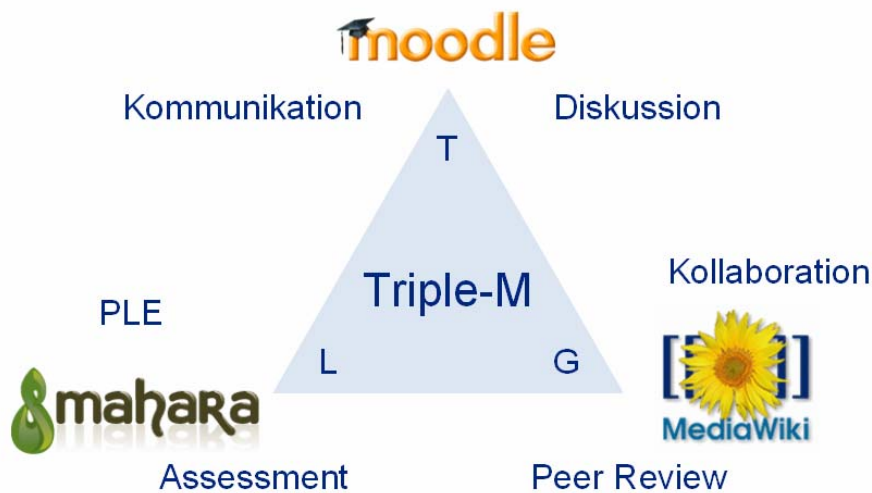 moodle
Kommunikation
Diskussion
T
Triple-M
Kollaboration
PLE
L
G
mahara
[[ ]]
MediaWiki
Assessment
Peer Review